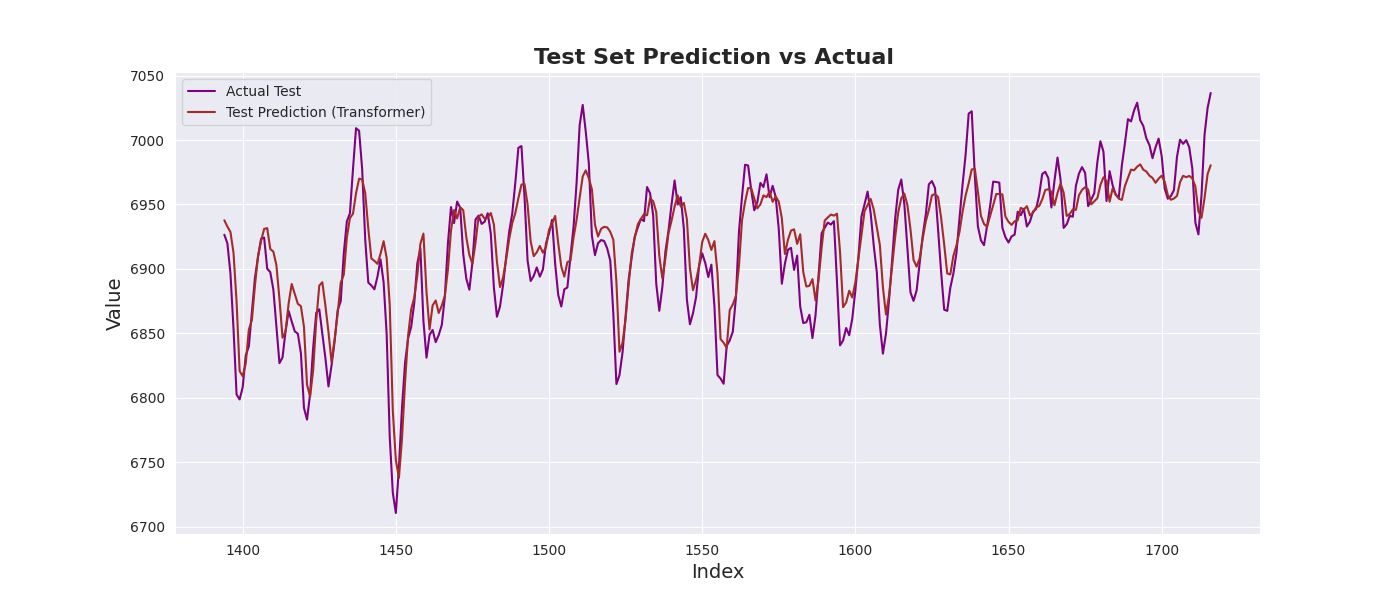 Test Set Prediction vs Actual
Actual Test
Test Prediction (Transformer)
Value
7050
7000
6950
6900
6850
6800
6750
6700
1400 1450 1500 1550 1600 1650 1700
Index